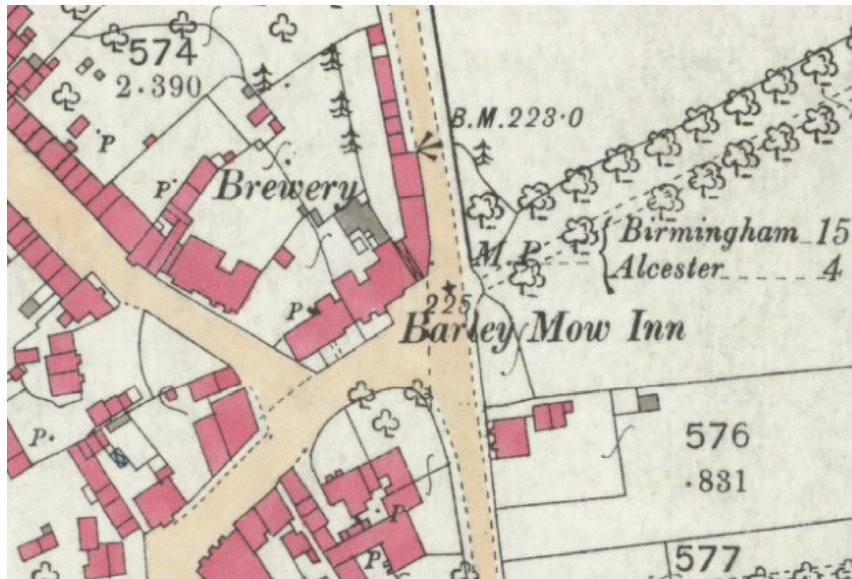 574
2·390
B.M. 223·0
P
P
Brewery
M.P.
Birmingham 15
Alcester 4
225
P
Barley Mow Inn
P
576
·831
P
P
577